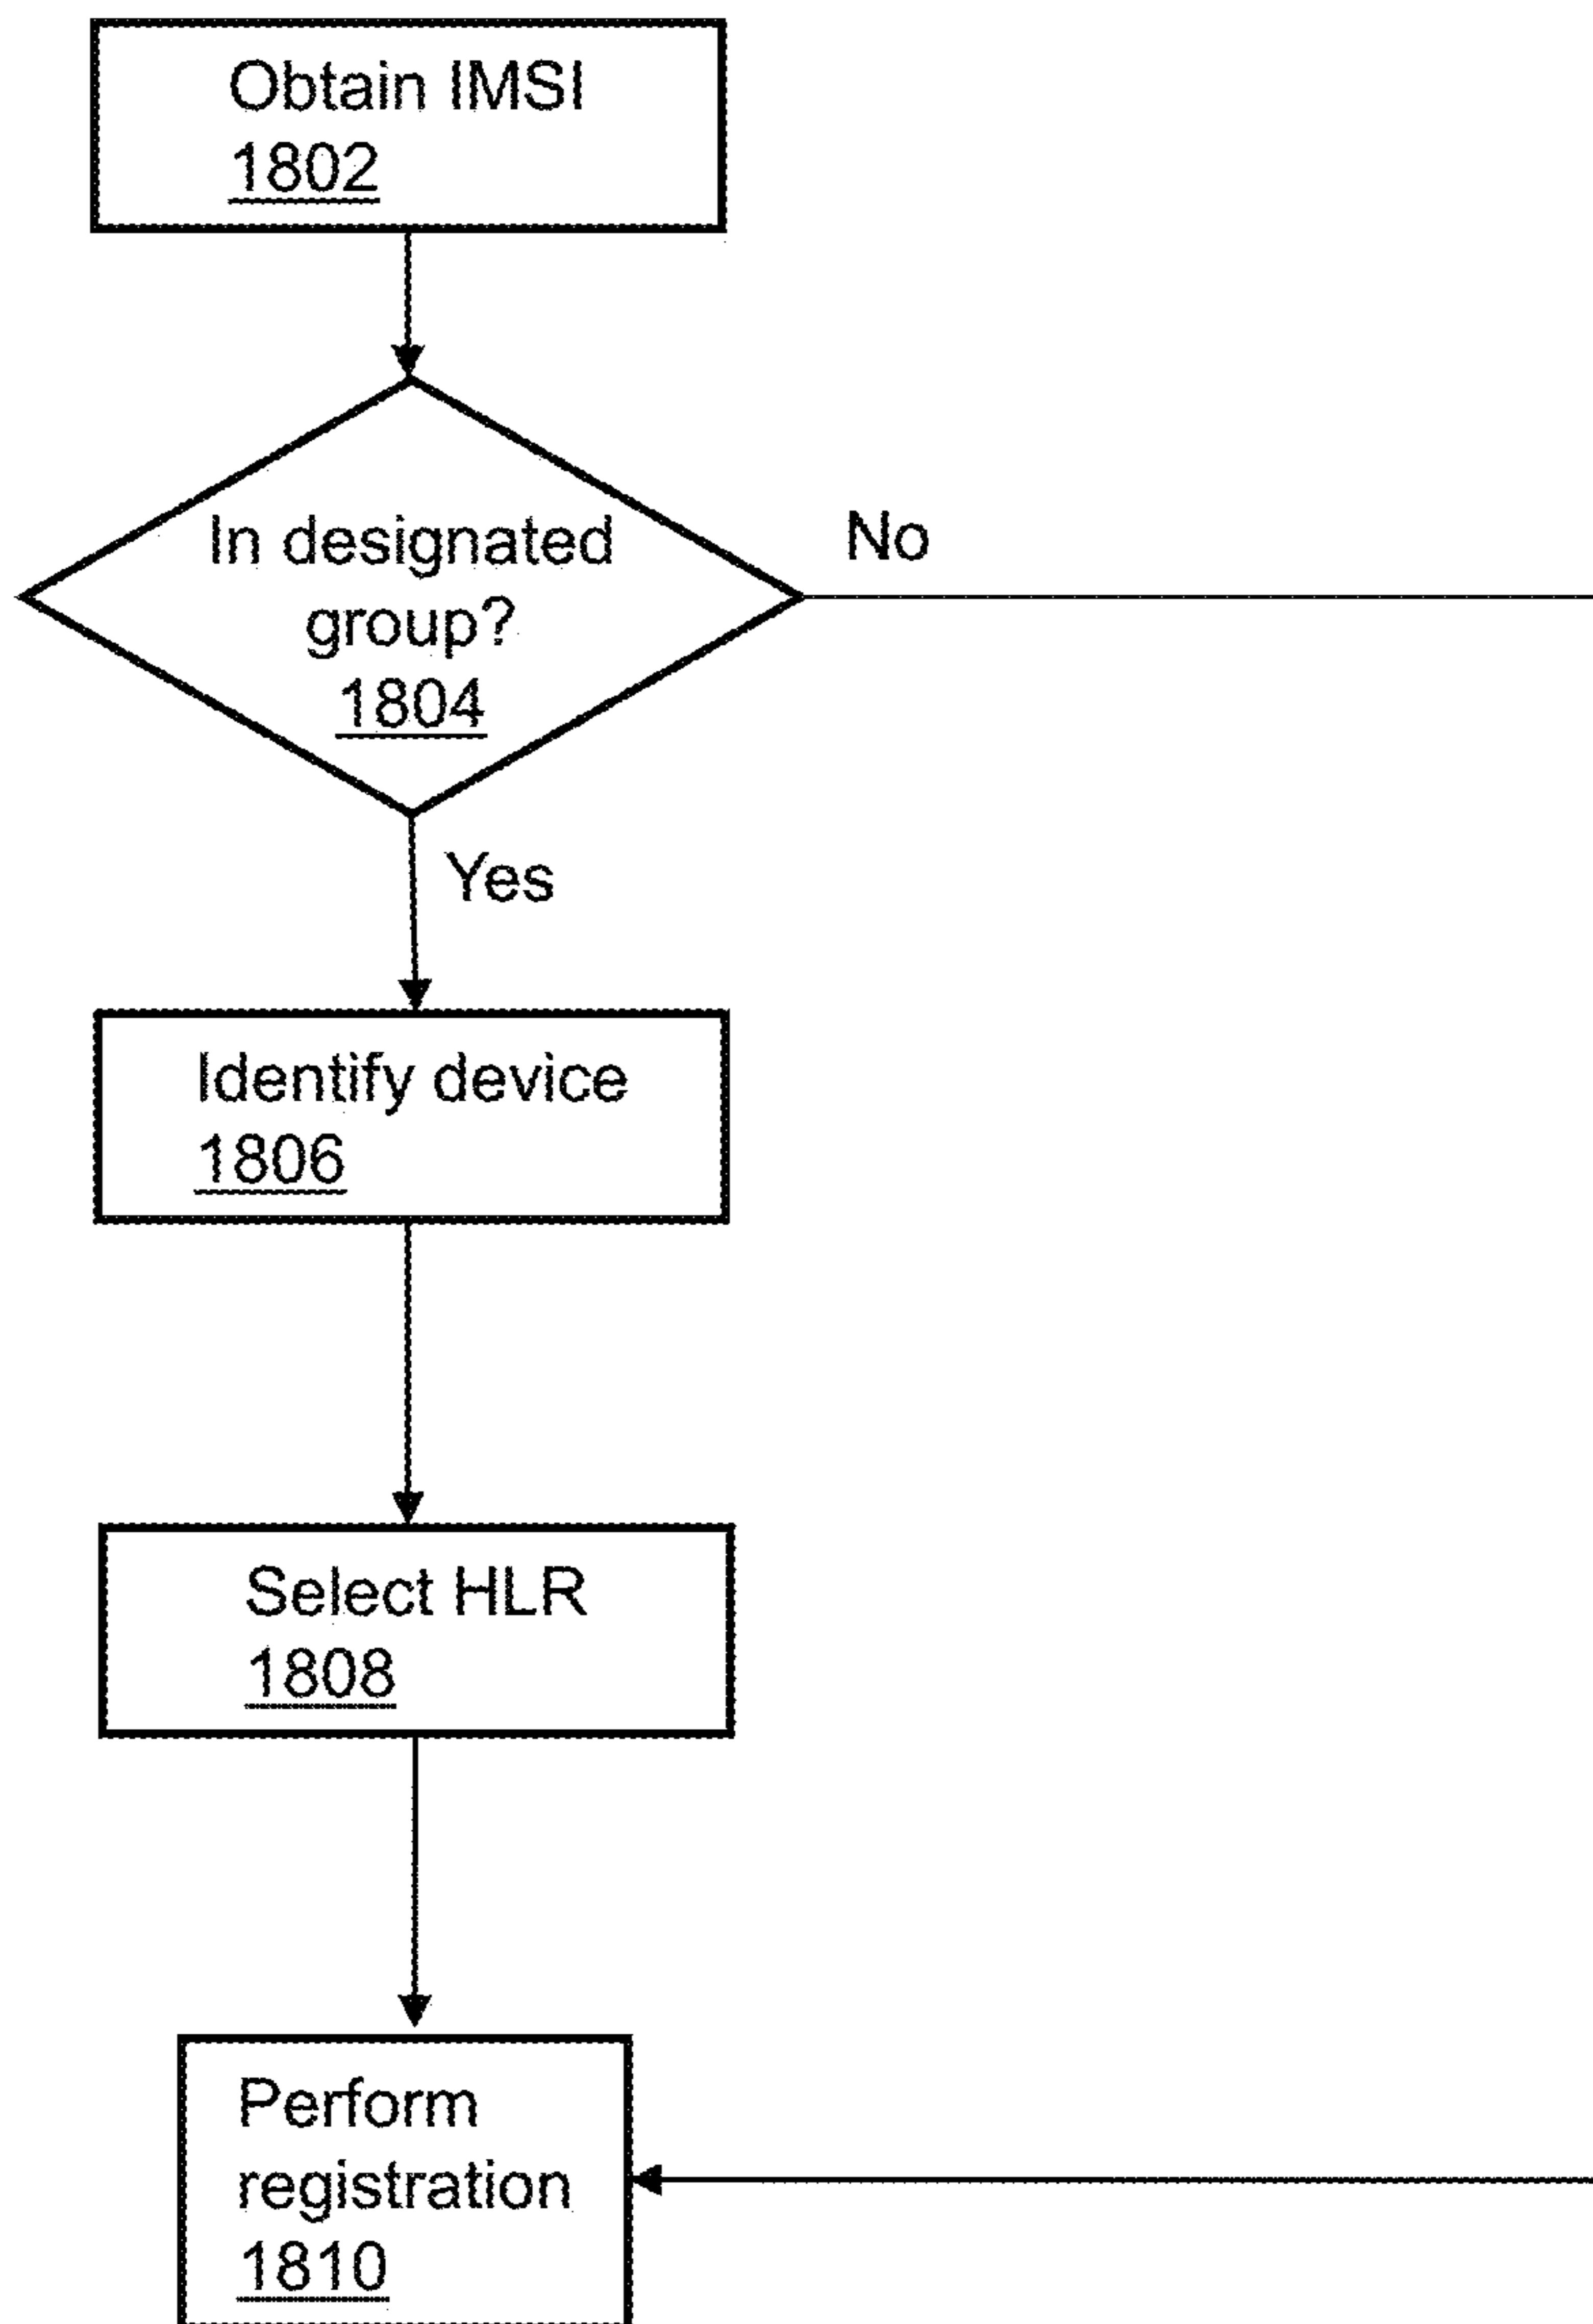 Obtain IMSI
1802
In designated
group?
1804
No
Yes
Identify device
1806
Select HLR
1808
Perform
registration
1810